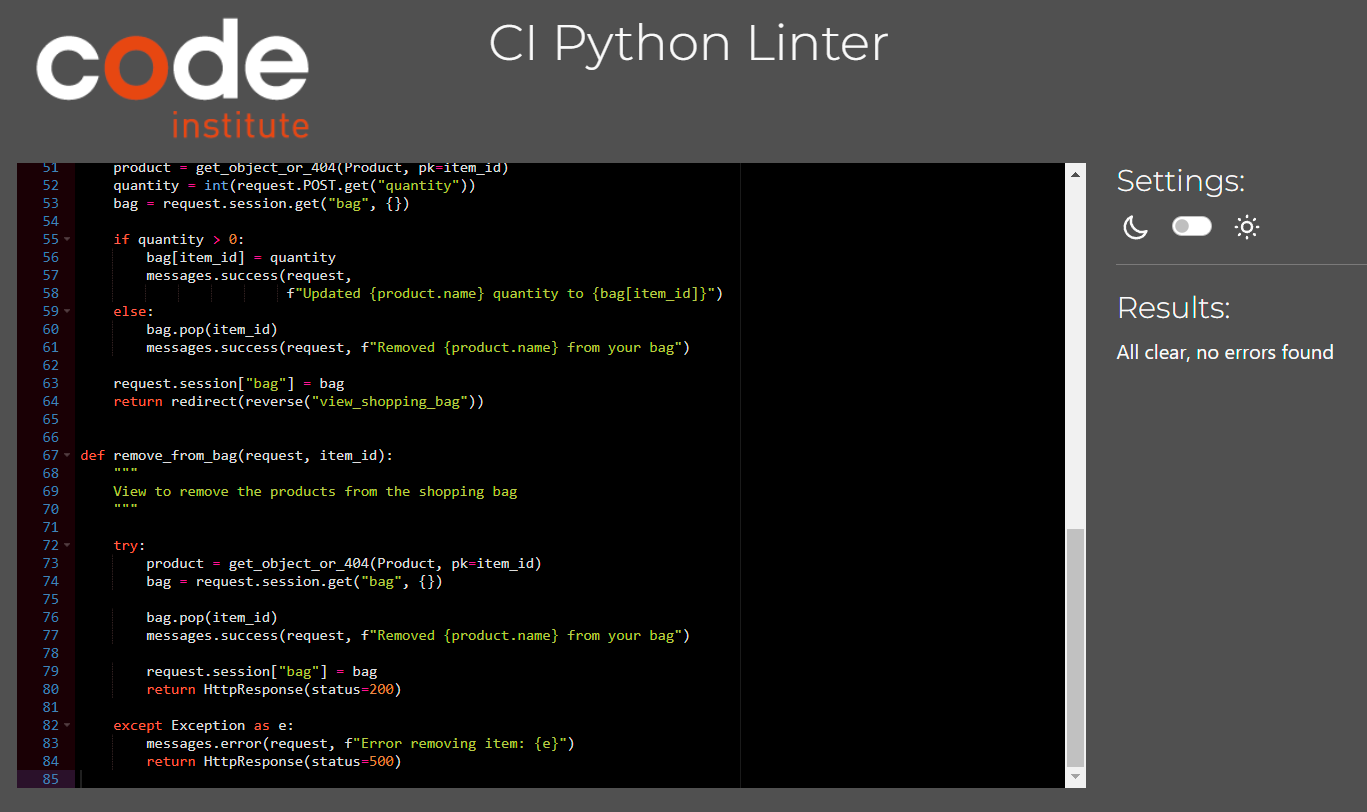 code
institute
CI Python Linter
51 product = get_object_or_404(Product, pk=item_id)
52 quantity = int(request.POST.get("quantity"))
53 bag = request.session.get("bag", {})
54
55 if quantity > 0:
56 bag[item_id] = quantity
57 messages.success(request,
58 f"Updated {product.name} quantity to {bag[item_id]}")
59 else:
60 bag.pop(item_id)
61 messages.success(request, f"Removed {product.name} from your bag")
62
63 request.session["bag"] = bag
64 return redirect(reverse("view_shopping_bag"))
65
66
67 def remove_from_bag(request, item_id):
68 """
69 View to remove the products from the shopping bag
70 """
71
72 try:
73 product = get_object_or_404(Product, pk=item_id)
74 bag = request.session.get("bag", {})
75
76 bag.pop(item_id)
77 messages.success(request, f"Removed {product.name} from your bag")
78
79 request.session["bag"] = bag
80 return HttpResponse(status=200)
81
82 except Exception as e:
83 messages.error(request, f"Error removing item: {e}")
84 return HttpResponse(status=500)
85
Settings:
Results:
All clear, no errors found